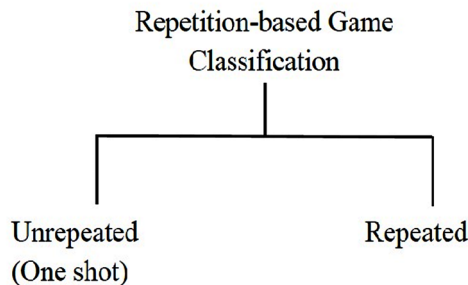 Repetition-based Game
Classification
Unrepeated
(One shot)
Repeated